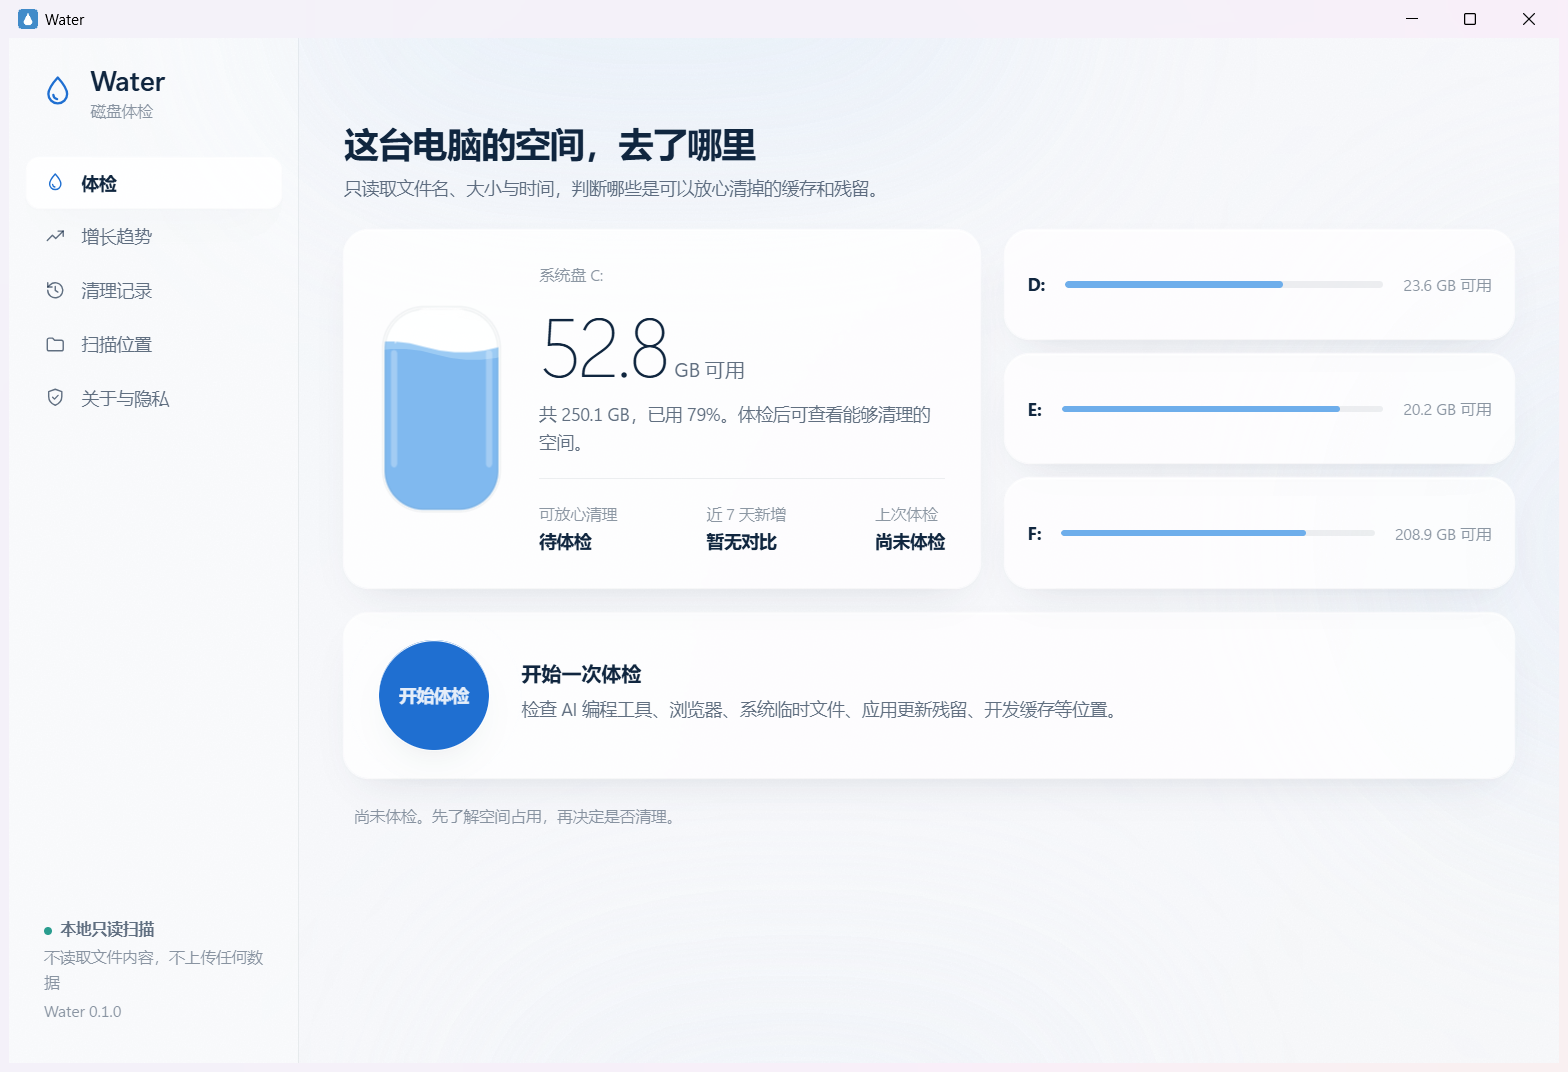 Water
Water
磁盘体检
体检
增长趋势
清理记录
扫描位置
关于与隐私
本地只读扫描
不读取文件内容，不上传任何数
据
Water 0.1.0
这台电脑的空间，去了哪里
只读取文件名、大小与时间，判断哪些是可以放心清掉的缓存和残留。
系统盘 C:
52.8 GB 可用
共 250.1 GB，已用 79%。体检后可查看能够清理的
空间。
可放心清理
待体检
近 7 天新增
暂无对比
上次体检
尚未体检
D: 23.6 GB 可用
E: 20.2 GB 可用
F: 208.9 GB 可用
开始体检
开始一次体检
检查 AI 编程工具、浏览器、系统临时文件、应用更新残留、开发缓存等位置。
尚未体检。先了解空间占用，再决定是否清理。